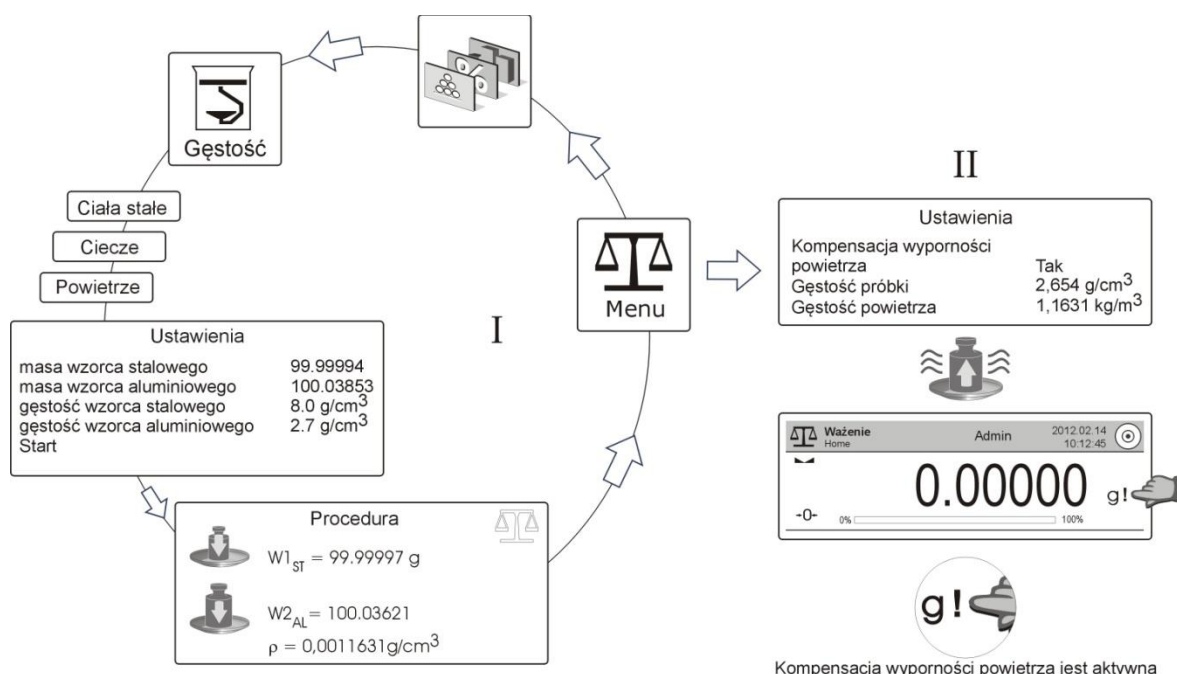 Gęstość
Ciała stałe
Ciecze
Powietrze
Ustawienia
masa wzorca stalowego 99.99994
masa wzorca aluminiowego 100.03853
gęstość wzorca stalowego 8.0 g/cm³
gęstość wzorca aluminiowego 2.7 g/cm³
Start
Procedura
W1ST = 99.99997 g
W2AL = 100.03621
ρ = 0,0011631g/cm³
I
Menu
II
Ustawienia
Kompensacja wyporności
powietrza Tak
Gęstość próbki 2,654 g/cm³
Gęstość powietrza 1,1631 kg/m³
Ważenie Admin 2012.02.14
Home 10:12:45
0.00000 g!
→0← 0% 100%
g!
Kompensacja wyporności powietrza jest aktywna